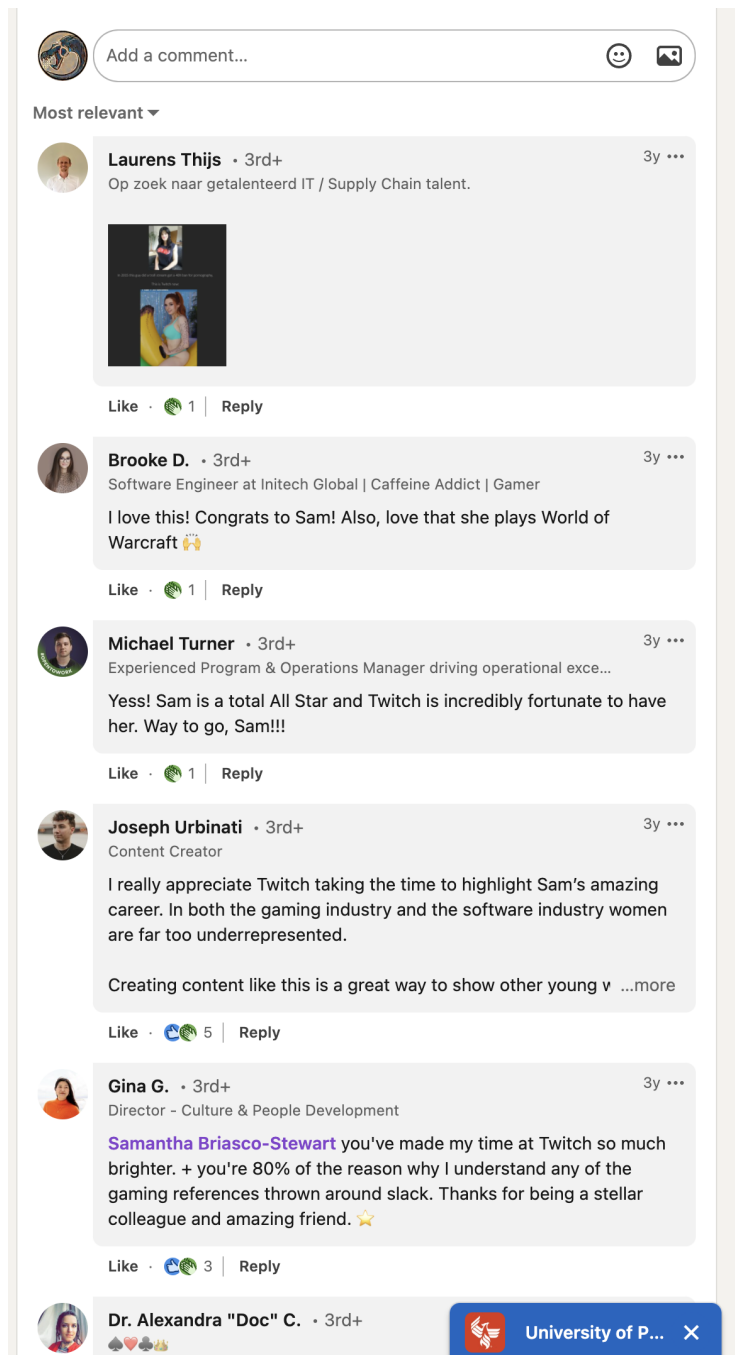 Add a comment...
Most relevant
Laurens Thijs • 3rd+
3y
Op zoek naar getalenteerd IT / Supply Chain talent.
Like · 1 | Reply
Brooke D. • 3rd+
3y
Software Engineer at Initech Global | Caffeine Addict | Gamer
I love this! Congrats to Sam! Also, love that she plays World of
Warcraft 🙌
Like · 1 | Reply
Michael Turner • 3rd+
3y
Experienced Program & Operations Manager driving operational exce...
#OPENTOWORK
Yess! Sam is a total All Star and Twitch is incredibly fortunate to have
her. Way to go, Sam!!!
Like · 1 | Reply
Joseph Urbinati • 3rd+
3y
Content Creator
I really appreciate Twitch taking the time to highlight Sam’s amazing
career. In both the gaming industry and the software industry women
are far too underrepresented.
Creating content like this is a great way to show other young w ...more
Like · 5 | Reply
Gina G. • 3rd+
3y
Director - Culture & People Development
Samantha Briasco-Stewart you've made my time at Twitch so much
brighter. + you're 80% of the reason why I understand any of the
gaming references thrown around slack. Thanks for being a stellar
colleague and amazing friend. ⭐
Like · 3 | Reply
Dr. Alexandra "Doc" C. • 3rd+
♠️❤️♣️👑
University of P...